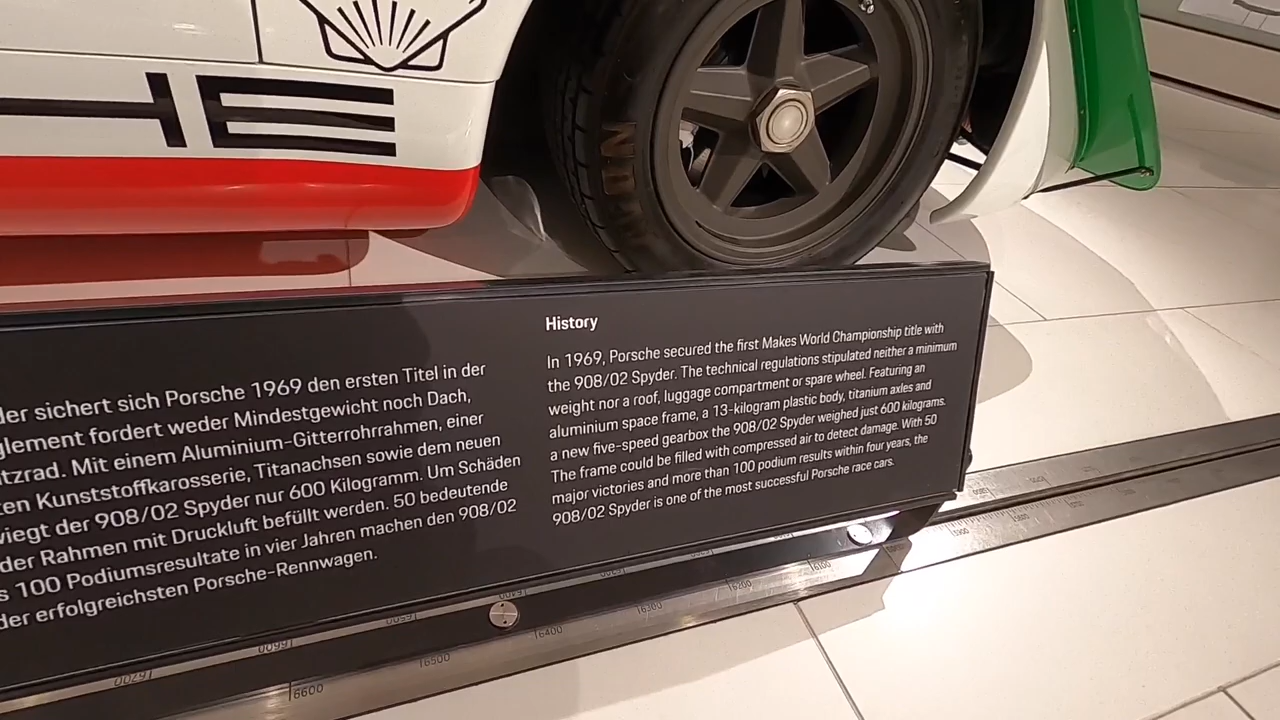 HE
der sichert sich Porsche 1969 den ersten Titel in der
glement fordert weder Mindestgewicht noch Dach,
tzrad. Mit einem Aluminium-Gitterrohrrahmen, einer
ten Kunststoffkarosserie, Titanachsen sowie dem neuen
wiegt der 908/02 Spyder nur 600 Kilogramm. Um Schäden
der Rahmen mit Druckluft befüllt werden. 50 bedeutende
s 100 Podiumsresultate in vier Jahren machen den 908/02
der erfolgreichsten Porsche-Rennwagen.
History
In 1969, Porsche secured the first Makes World Championship title with
the 908/02 Spyder. The technical regulations stipulated neither a minimum
weight nor a roof, luggage compartment or spare wheel. Featuring an
aluminium space frame, a 13-kilogram plastic body, titanium axles and
a new five-speed gearbox the 908/02 Spyder weighed just 600 kilograms.
The frame could be filled with compressed air to detect damage. With 50
major victories and more than 100 podium results within four years, the
908/02 Spyder is one of the most successful Porsche race cars.
6600
6500
6400
6300
6200
6100